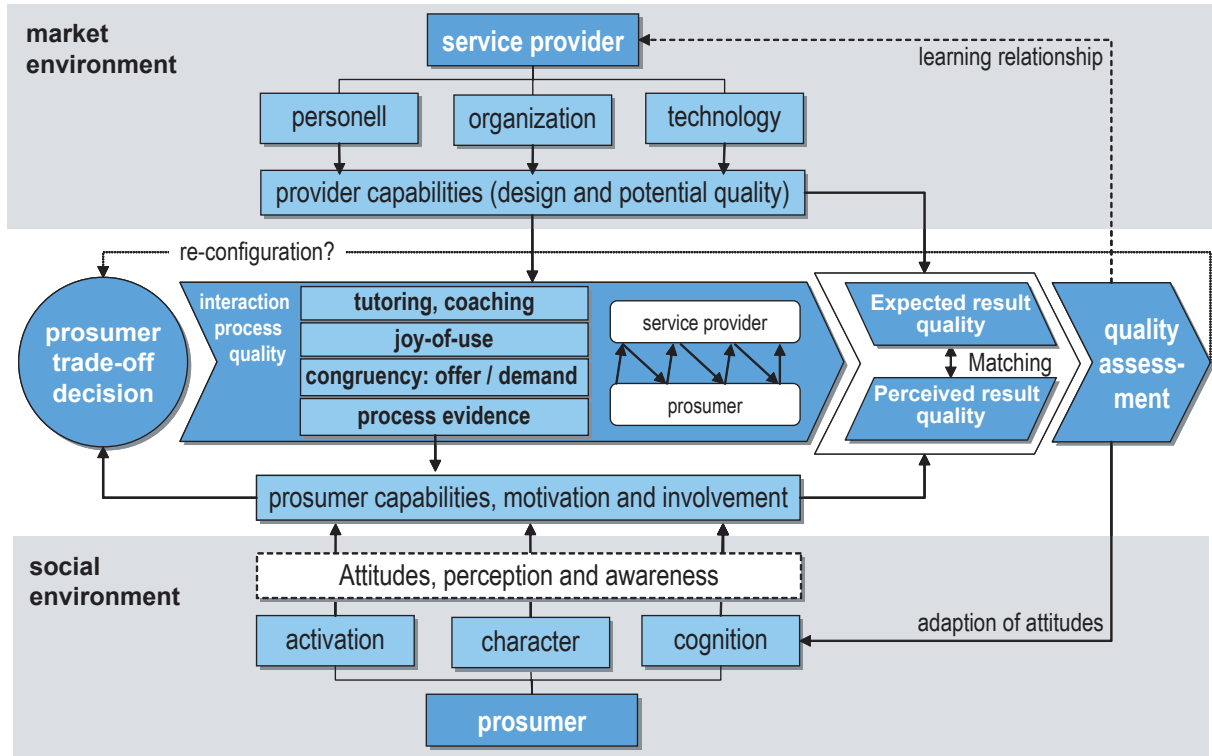 market
environment
service provider
learning relationship
personell
organization
technology
provider capabilities (design and potential quality)
re-configuration?
prosumer
trade-off
decision
interaction
process
quality
tutoring, coaching
joy-of-use
congruency: offer / demand
process evidence
service provider
prosumer
Expected result
quality
Matching
Perceived result
quality
quality
assess-
ment
prosumer capabilities, motivation and involvement
social
environment
Attitudes, perception and awareness
activation
character
cognition
adaption of attitudes
prosumer